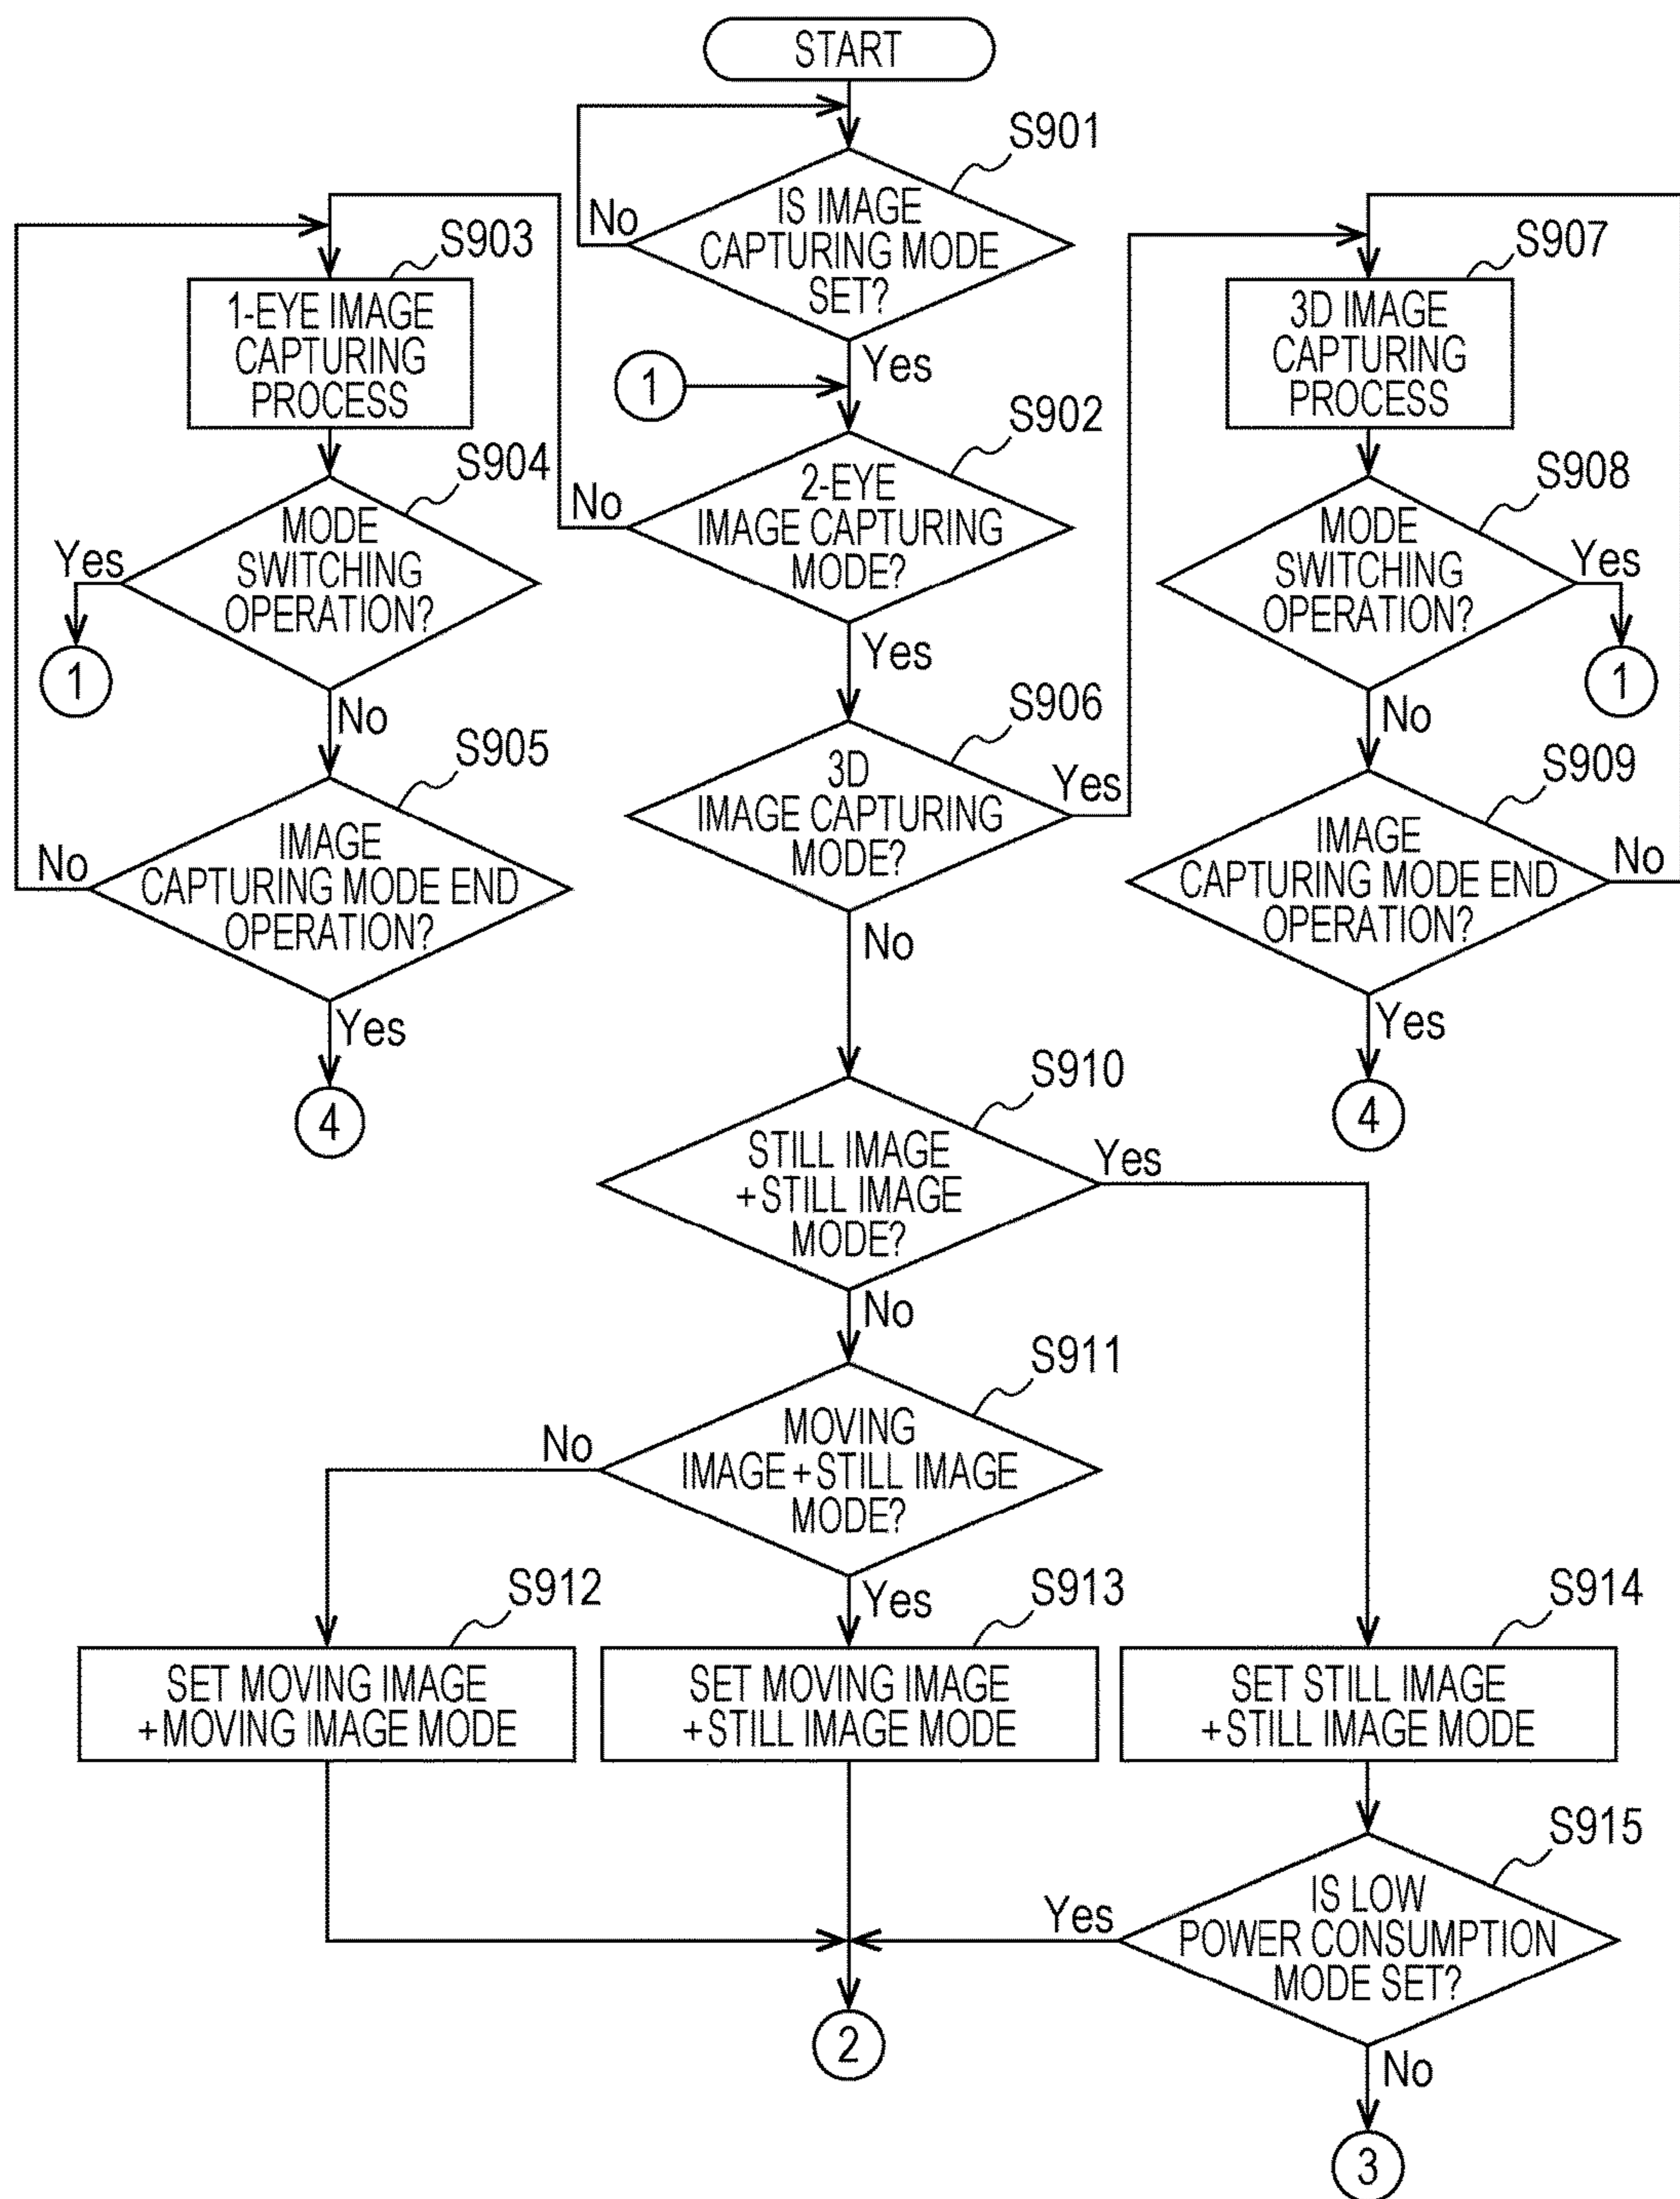 START
S901
IS IMAGE
CAPTURING MODE
SET?
No
Yes
1
S903
1-EYE IMAGE
CAPTURING
PROCESS
S904
MODE
SWITCHING
OPERATION?
Yes
1
No
S905
IMAGE
CAPTURING MODE END
OPERATION?
No
Yes
4
S902
2-EYE
IMAGE CAPTURING
MODE?
No
Yes
S906
3D
IMAGE CAPTURING
MODE?
Yes
No
S907
3D IMAGE
CAPTURING
PROCESS
S908
MODE
SWITCHING
OPERATION?
Yes
1
No
S909
IMAGE
CAPTURING MODE END
OPERATION?
No
Yes
4
S910
STILL IMAGE
+STILL IMAGE
MODE?
Yes
No
S911
MOVING
IMAGE+STILL IMAGE
MODE?
No
Yes
S912
SET MOVING IMAGE
+MOVING IMAGE MODE
S913
SET MOVING IMAGE
+STILL IMAGE MODE
S914
SET STILL IMAGE
+STILL IMAGE MODE
S915
IS LOW
POWER CONSUMPTION
MODE SET?
Yes
No
2
3